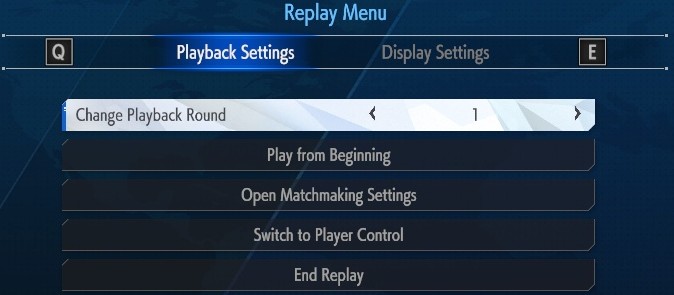 Replay Menu
Q Playback Settings Display Settings E
Change Playback Round < 1 >
Play from Beginning
Open Matchmaking Settings
Switch to Player Control
End Replay